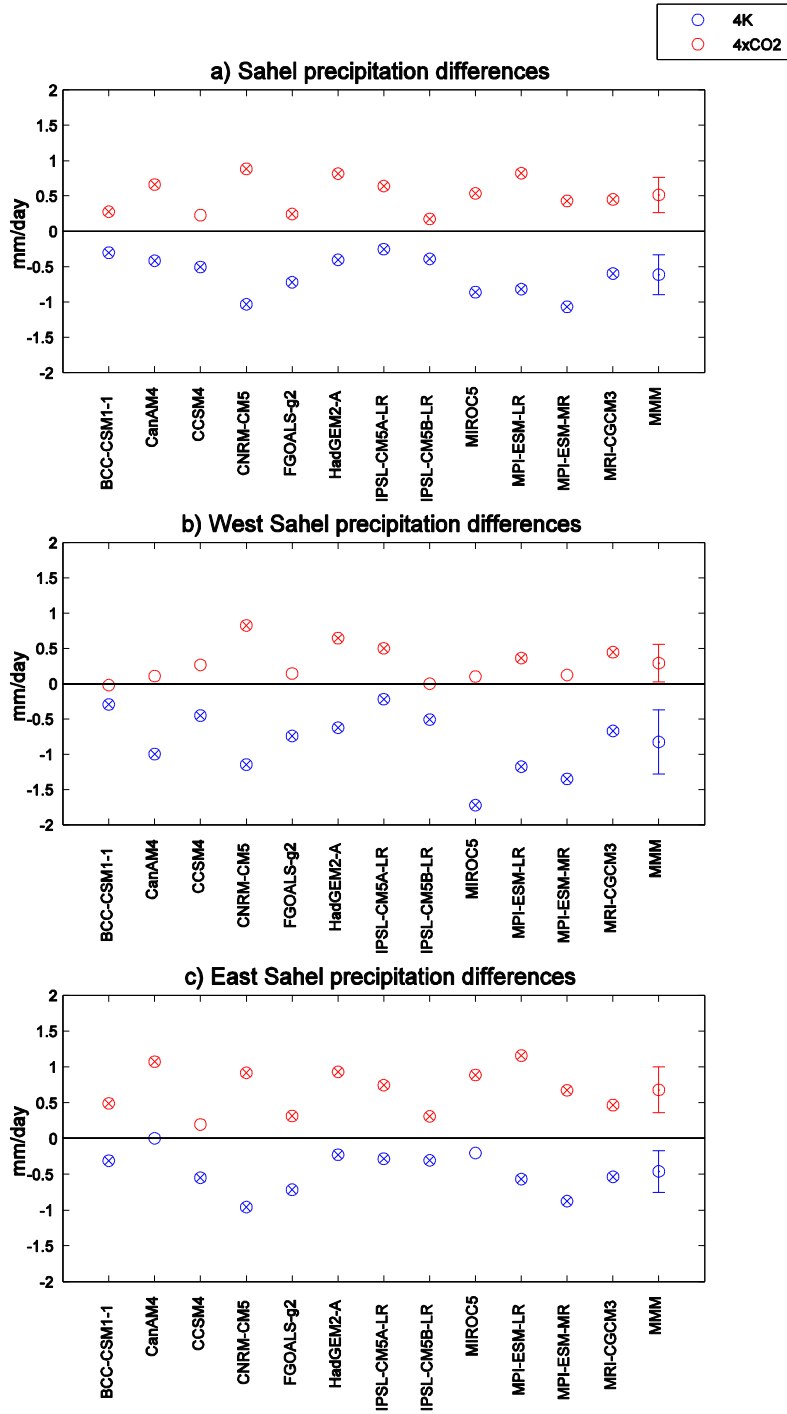 4K
4xCO2
a) Sahel precipitation differences
2
1.5
1
0.5
0
-0.5
-1
-1.5
-2
mm/day
BCC-CSM1-1
CanAM4
CCSM4
CNRM-CM5
FGOALS-g2
HadGEM2-A
IPSL-CM5A-LR
IPSL-CM5B-LR
MIROC5
MPI-ESM-LR
MPI-ESM-MR
MRI-CGCM3
MMM
b) West Sahel precipitation differences
2
1.5
1
0.5
0
-0.5
-1
-1.5
-2
mm/day
BCC-CSM1-1
CanAM4
CCSM4
CNRM-CM5
FGOALS-g2
HadGEM2-A
IPSL-CM5A-LR
IPSL-CM5B-LR
MIROC5
MPI-ESM-LR
MPI-ESM-MR
MRI-CGCM3
MMM
c) East Sahel precipitation differences
2
1.5
1
0.5
0
-0.5
-1
-1.5
-2
mm/day
BCC-CSM1-1
CanAM4
CCSM4
CNRM-CM5
FGOALS-g2
HadGEM2-A
IPSL-CM5A-LR
IPSL-CM5B-LR
MIROC5
MPI-ESM-LR
MPI-ESM-MR
MRI-CGCM3
MMM